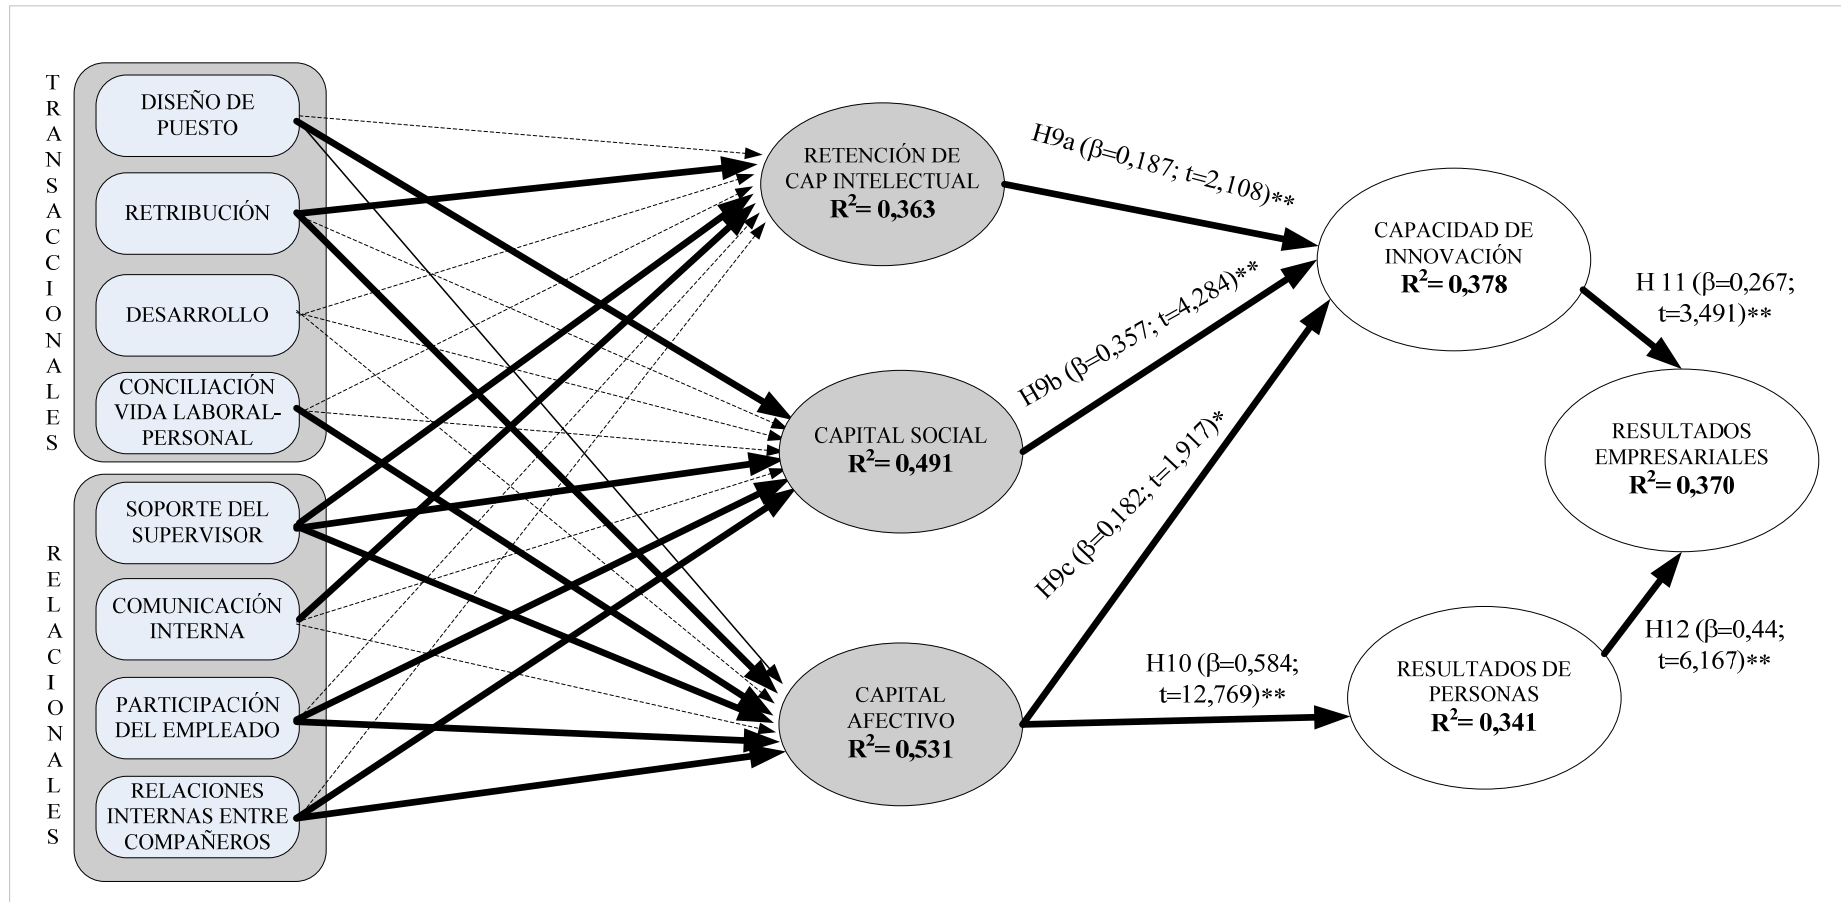 TRANSACCIONALES
DISEÑO DE
PUESTO
RETRIBUCIÓN
DESARROLLO
CONCILIACIÓN
VIDA LABORAL-
PERSONAL
RELACIONALES
SOPORTE DEL
SUPERVISOR
COMUNICACIÓN
INTERNA
PARTICIPACIÓN
DEL EMPLEADO
RELACIONES
INTERNAS ENTRE
COMPAÑEROS
RETENCIÓN DE
CAP INTELECTUAL
R²= 0,363
CAPITAL SOCIAL
R²= 0,491
CAPITAL
AFECTIVO
R²= 0,531
H9a (β=0,187; t=2,108)**
H9b (β=0,357; t=4,284)**
H9c (β=0,182; t=1,917)*
H10 (β=0,584;
t=12,769)**
CAPACIDAD DE
INNOVACIÓN
R²= 0,378
RESULTADOS DE
PERSONAS
R²= 0,341
H 11 (β=0,267;
t=3,491)**
RESULTADOS
EMPRESARIALES
R²= 0,370
H12 (β=0,44;
t=6,167)**